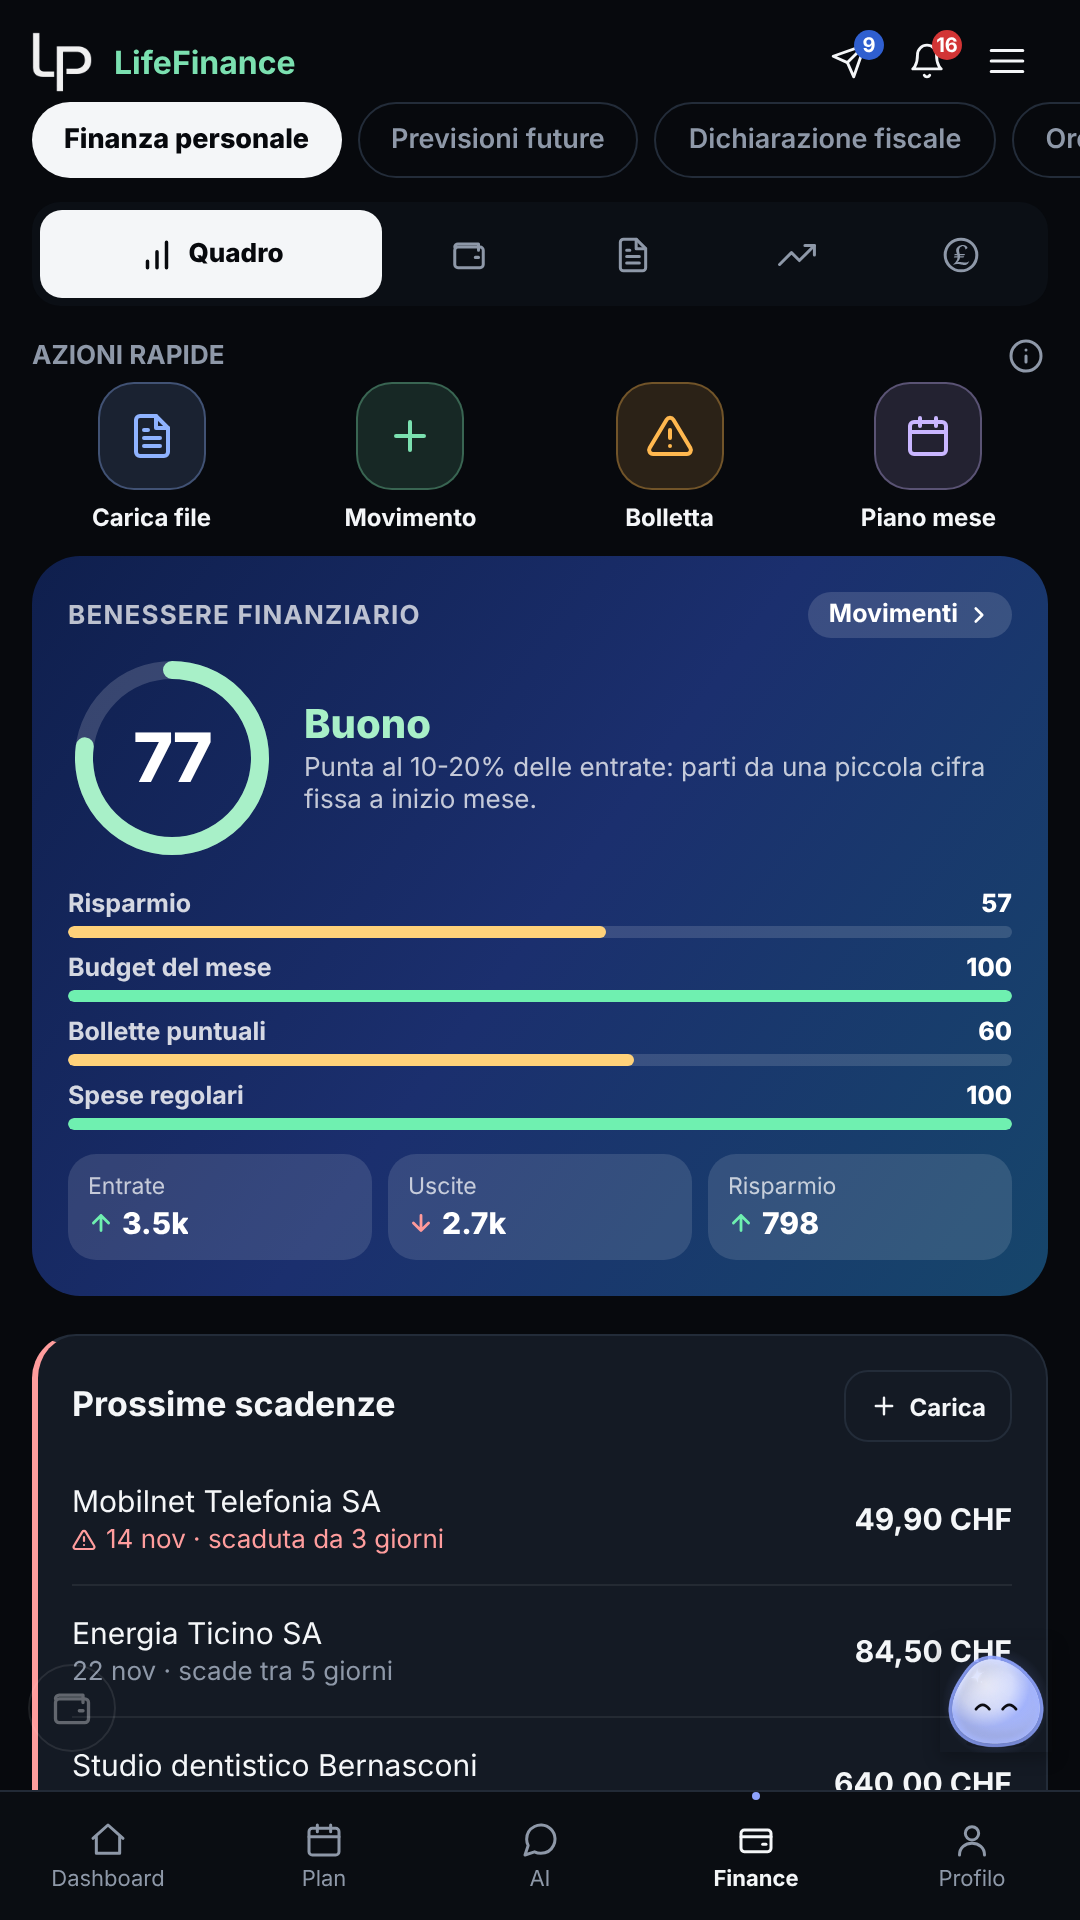 LP LifeFinance 9 16
Finanza personale Previsioni future Dichiarazione fiscale
Quadro £
AZIONI RAPIDE
Carica file Movimento Bolletta Piano mese
BENESSERE FINANZIARIO Movimenti
77
Buono
Punta al 10-20% delle entrate: parti da una piccola cifra
fissa a inizio mese.
Risparmio 57
Budget del mese 100
Bollette puntuali 60
Spese regolari 100
Entrate Uscite Risparmio
3.5k 2.7k 798
Prossime scadenze + Carica
Mobilnet Telefonia SA
14 nov · scaduta da 3 giorni
49,90 CHF
Energia Ticino SA
22 nov · scade tra 5 giorni
84,50 CHF
Studio dentistico Bernasconi
640,00 CHF
Dashboard Plan AI Finance Profilo